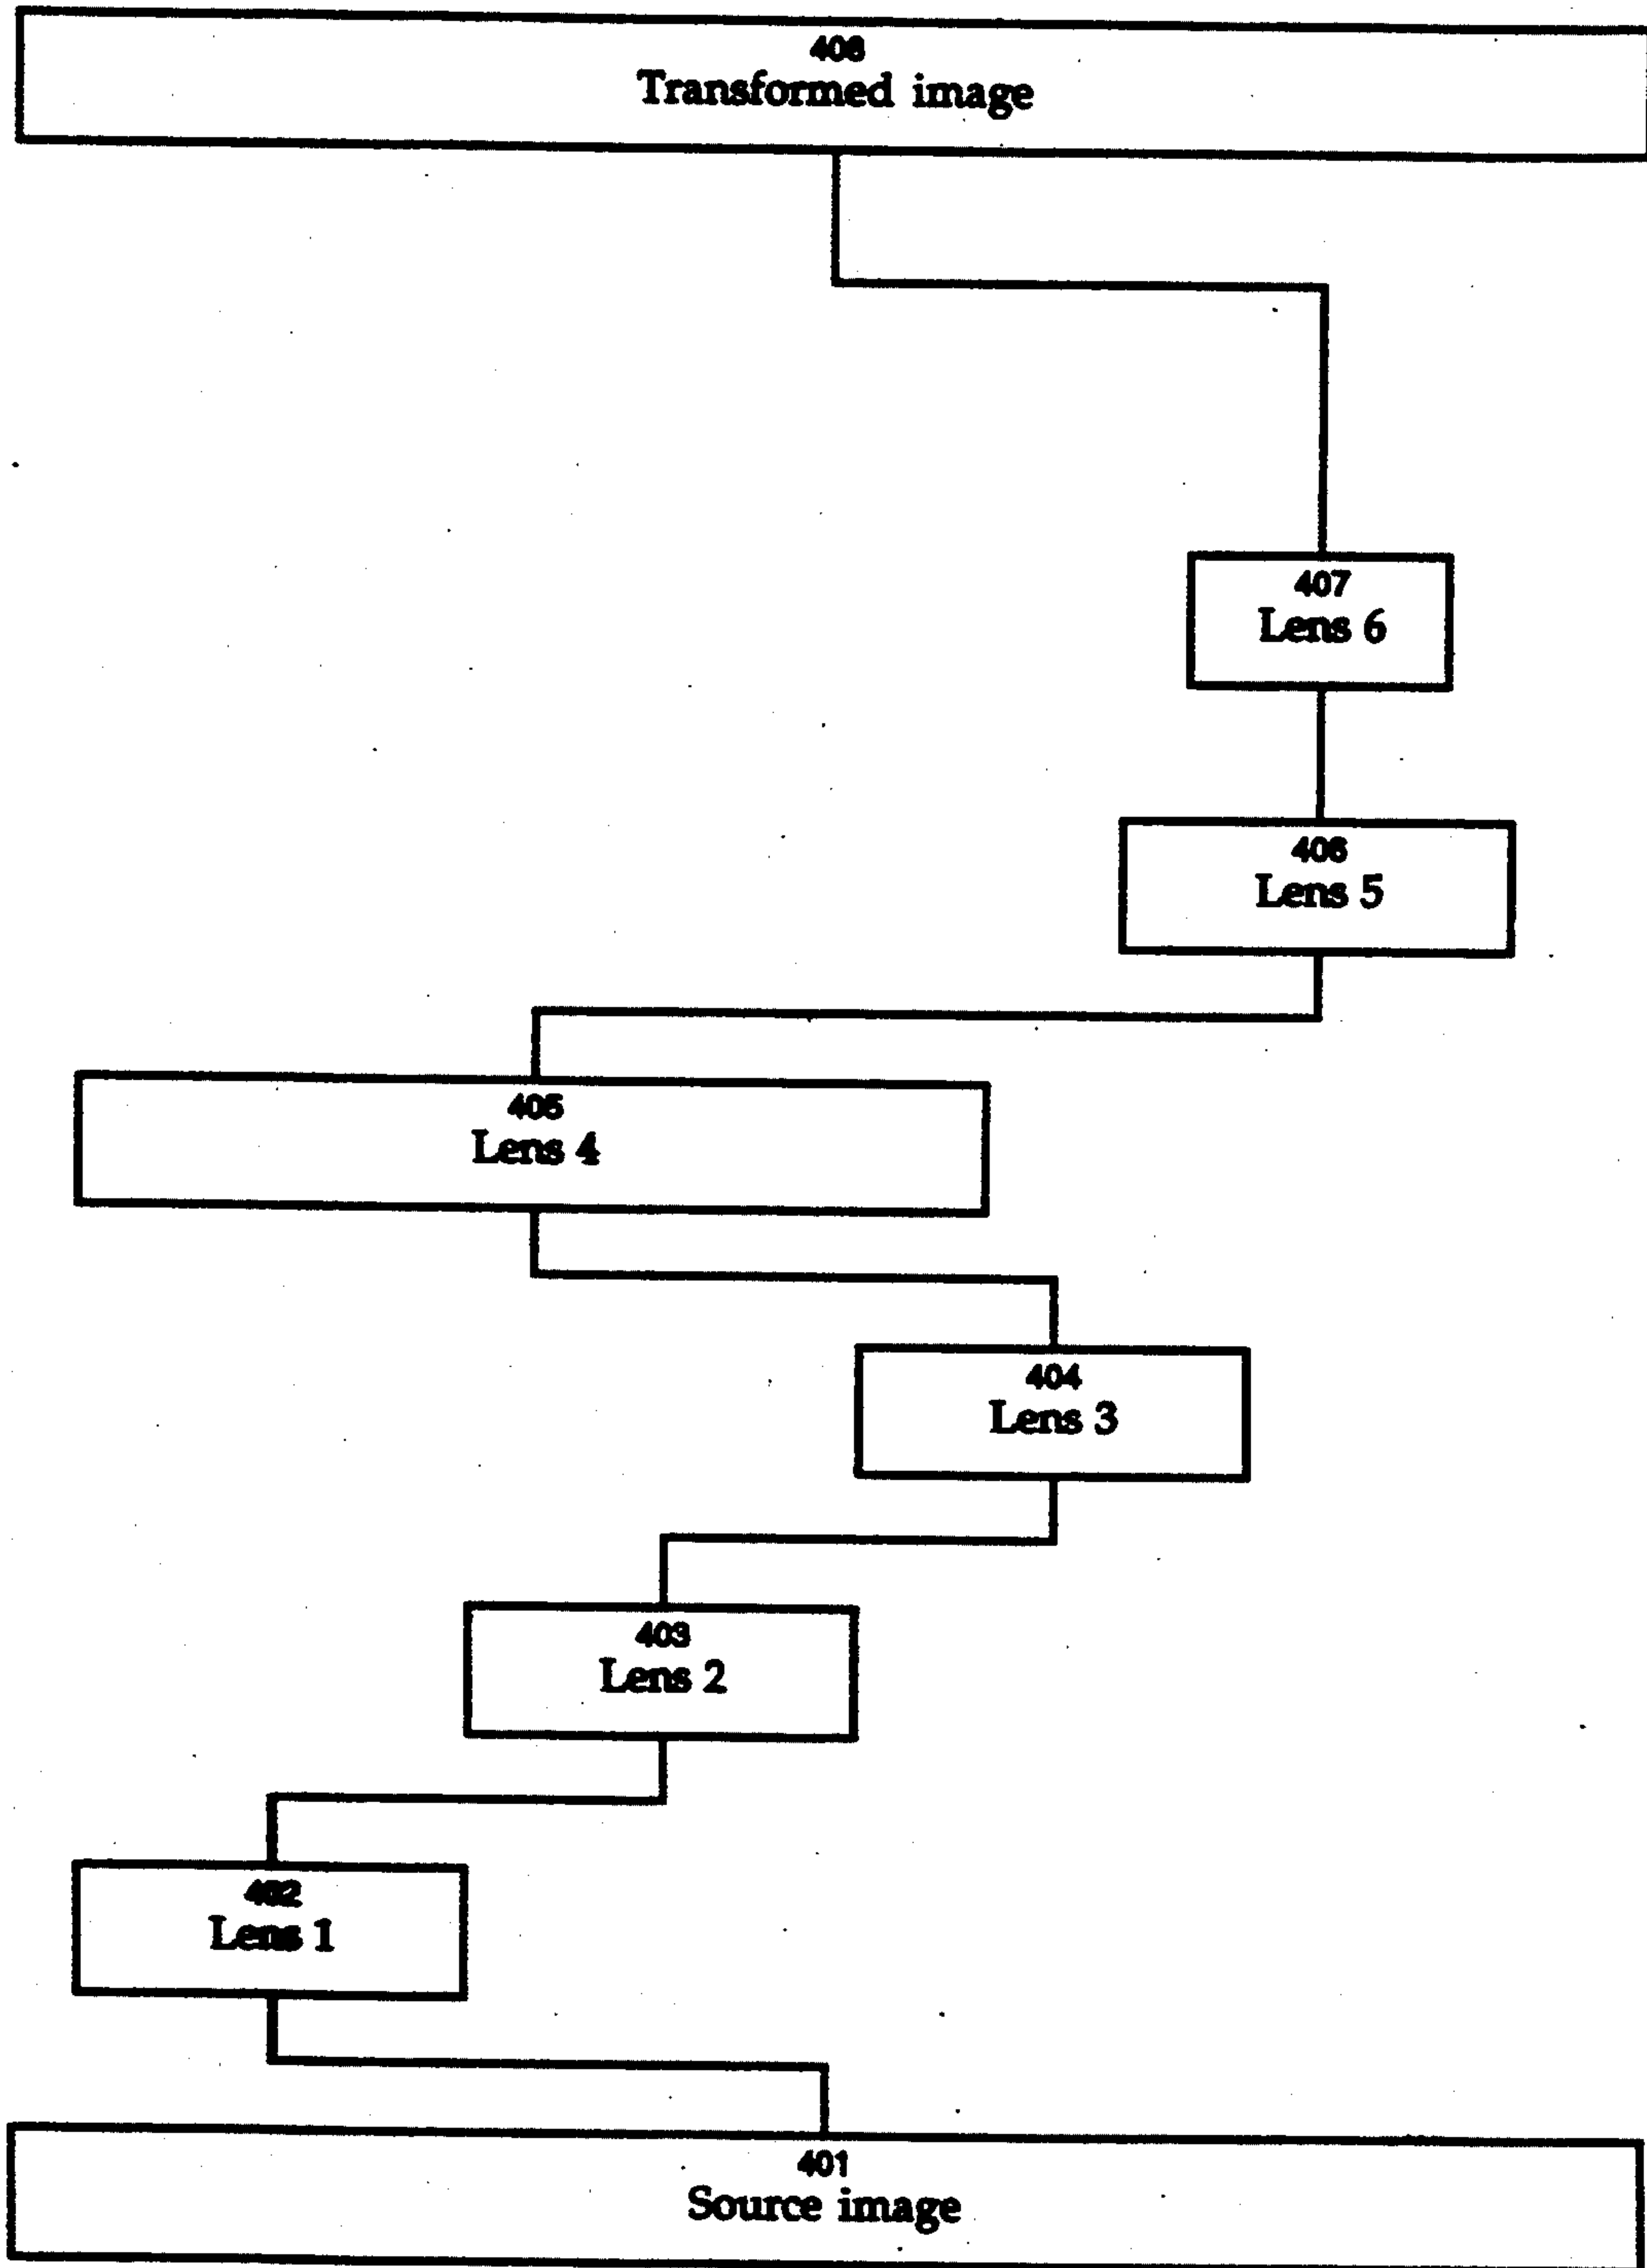 408
Transformed image
407
Lens 6
406
Lens 5
405
Lens 4
404
Lens 3
403
Lens 2
402
Lens 1
401
Source image